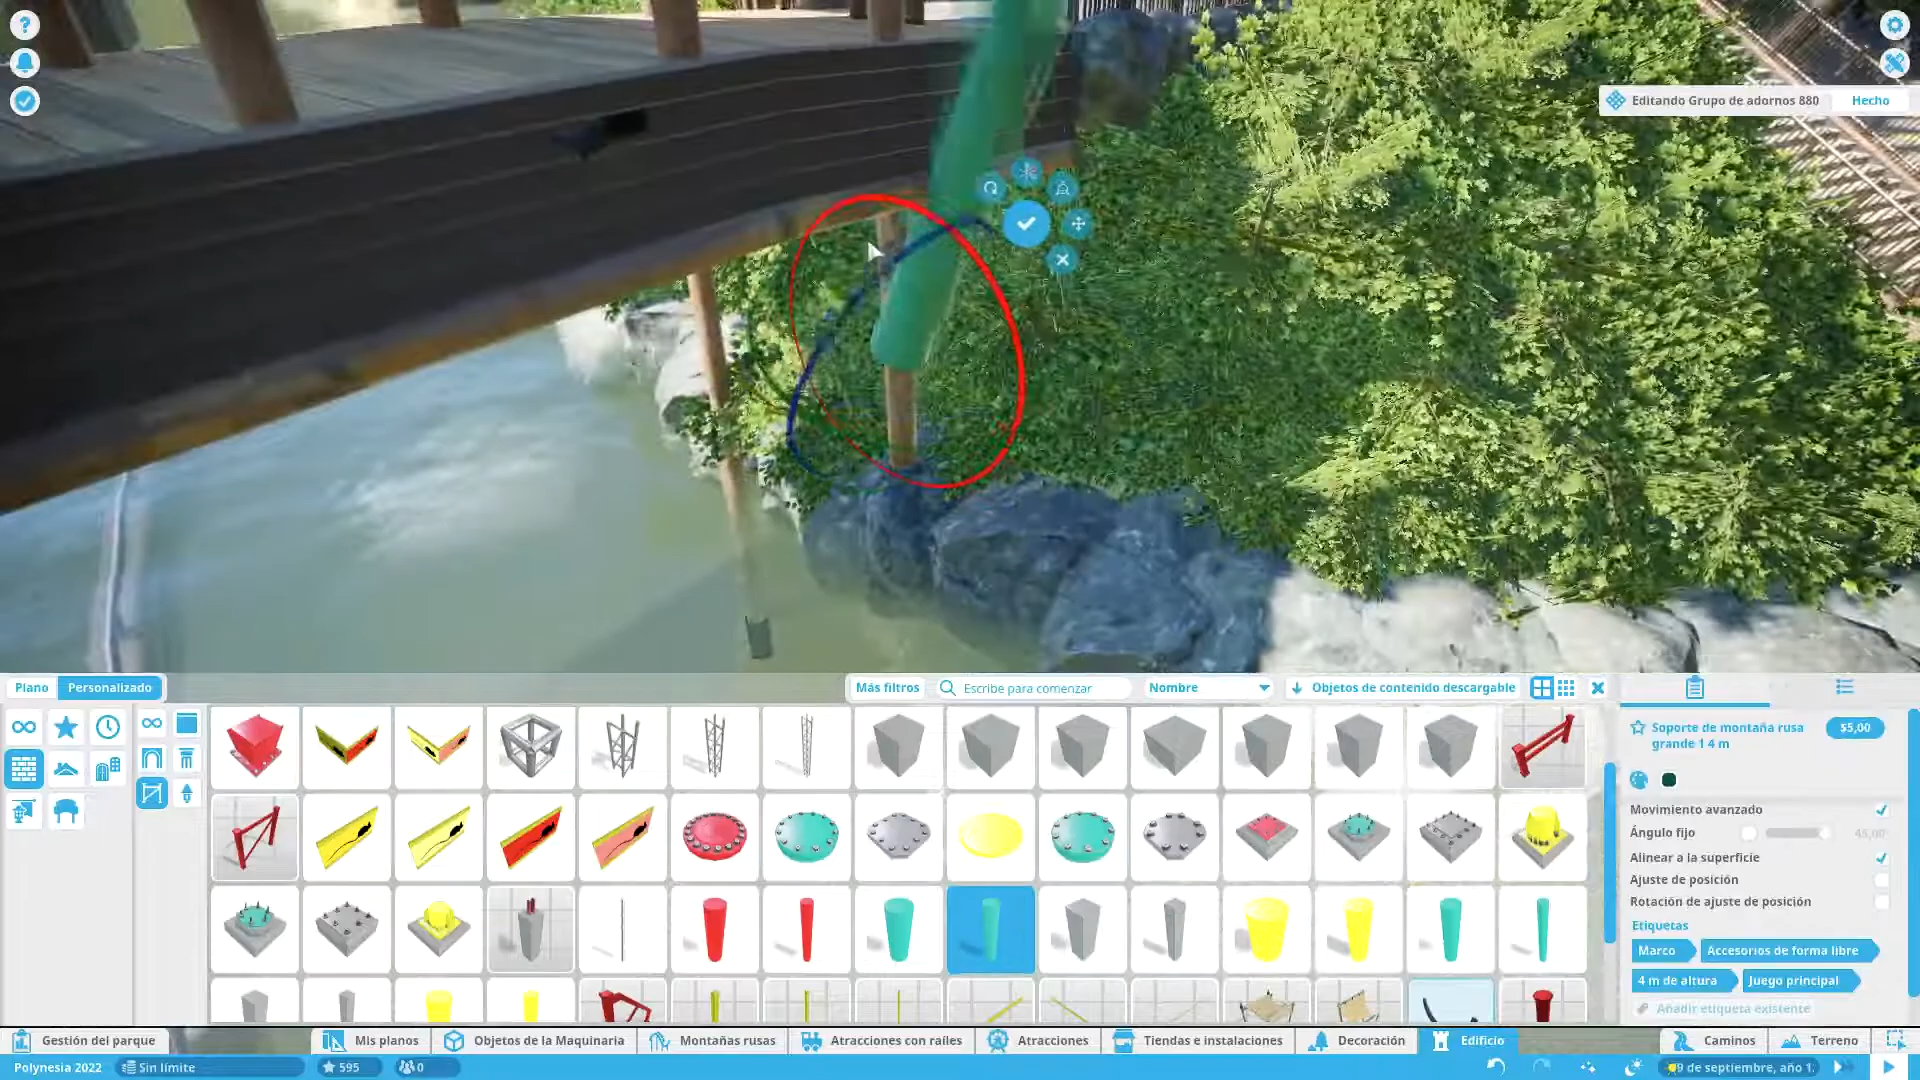 ?
Editando Grupo de adornos 880
Hecho
Plano
Personalizado
Más filtros
Escribe para comenzar
Nombre
Objetos de contenido descargable
Soporte de montaña rusa
grande 1 4 m
$5,00
Movimiento avanzado
Ángulo fijo
45,00
Alinear a la superficie
Ajuste de posición
Rotación de ajuste de posición
Etiquetas
Marco
Accesorios de forma libre
4 m de altura
Juego principal
Añadir etiqueta existente
Gestión del parque
Mis planos
Objetos de la Maquinaria
Montañas rusas
Atracciones con raíles
Atracciones
Tiendas e instalaciones
Decoración
Edificio
Caminos
Terreno
Polynesia 2022
Sin límite
595
0
9 de septiembre, año 1